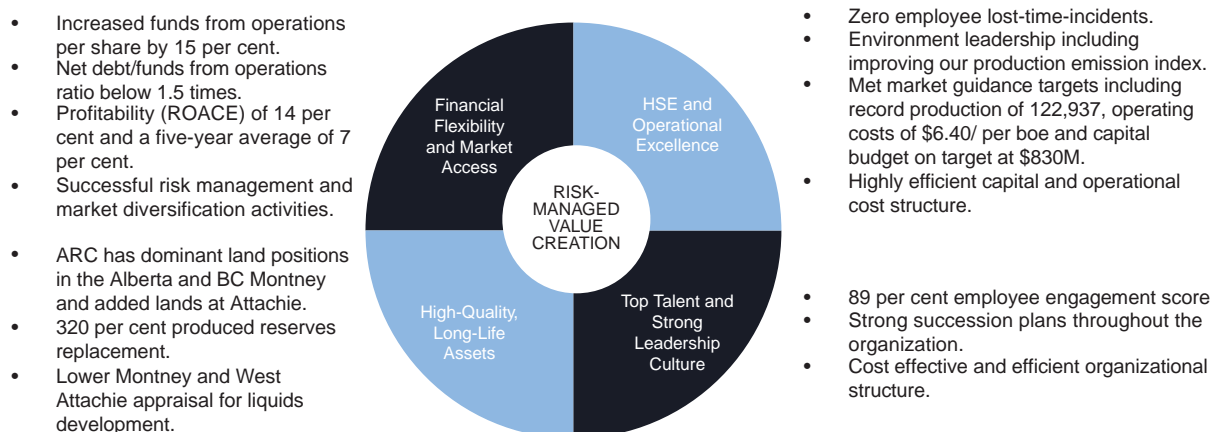 • Increased funds from operations
per share by 15 per cent.
• Net debt/funds from operations
ratio below 1.5 times.
• Profitability (ROACE) of 14 per
cent and a five-year average of 7
per cent.
• Successful risk management and
market diversification activities.
• ARC has dominant land positions
in the Alberta and BC Montney
and added lands at Attachie.
• 320 per cent produced reserves
replacement.
• Lower Montney and West
Attachie appraisal for liquids
development.
Financial
Flexibility
and Market
Access
HSE and
Operational
Excellence
RISK-
MANAGED
VALUE
CREATION
High-Quality,
Long-Life
Assets
Top Talent and
Strong
Leadership
Culture
• Zero employee lost-time-incidents.
• Environment leadership including
improving our production emission index.
• Met market guidance targets including
record production of 122,937, operating
costs of $6.40/ per boe and capital
budget on target at $830M.
• Highly efficient capital and operational
cost structure.
• 89 per cent employee engagement score
• Strong succession plans throughout the
organization.
• Cost effective and efficient organizational
structure.